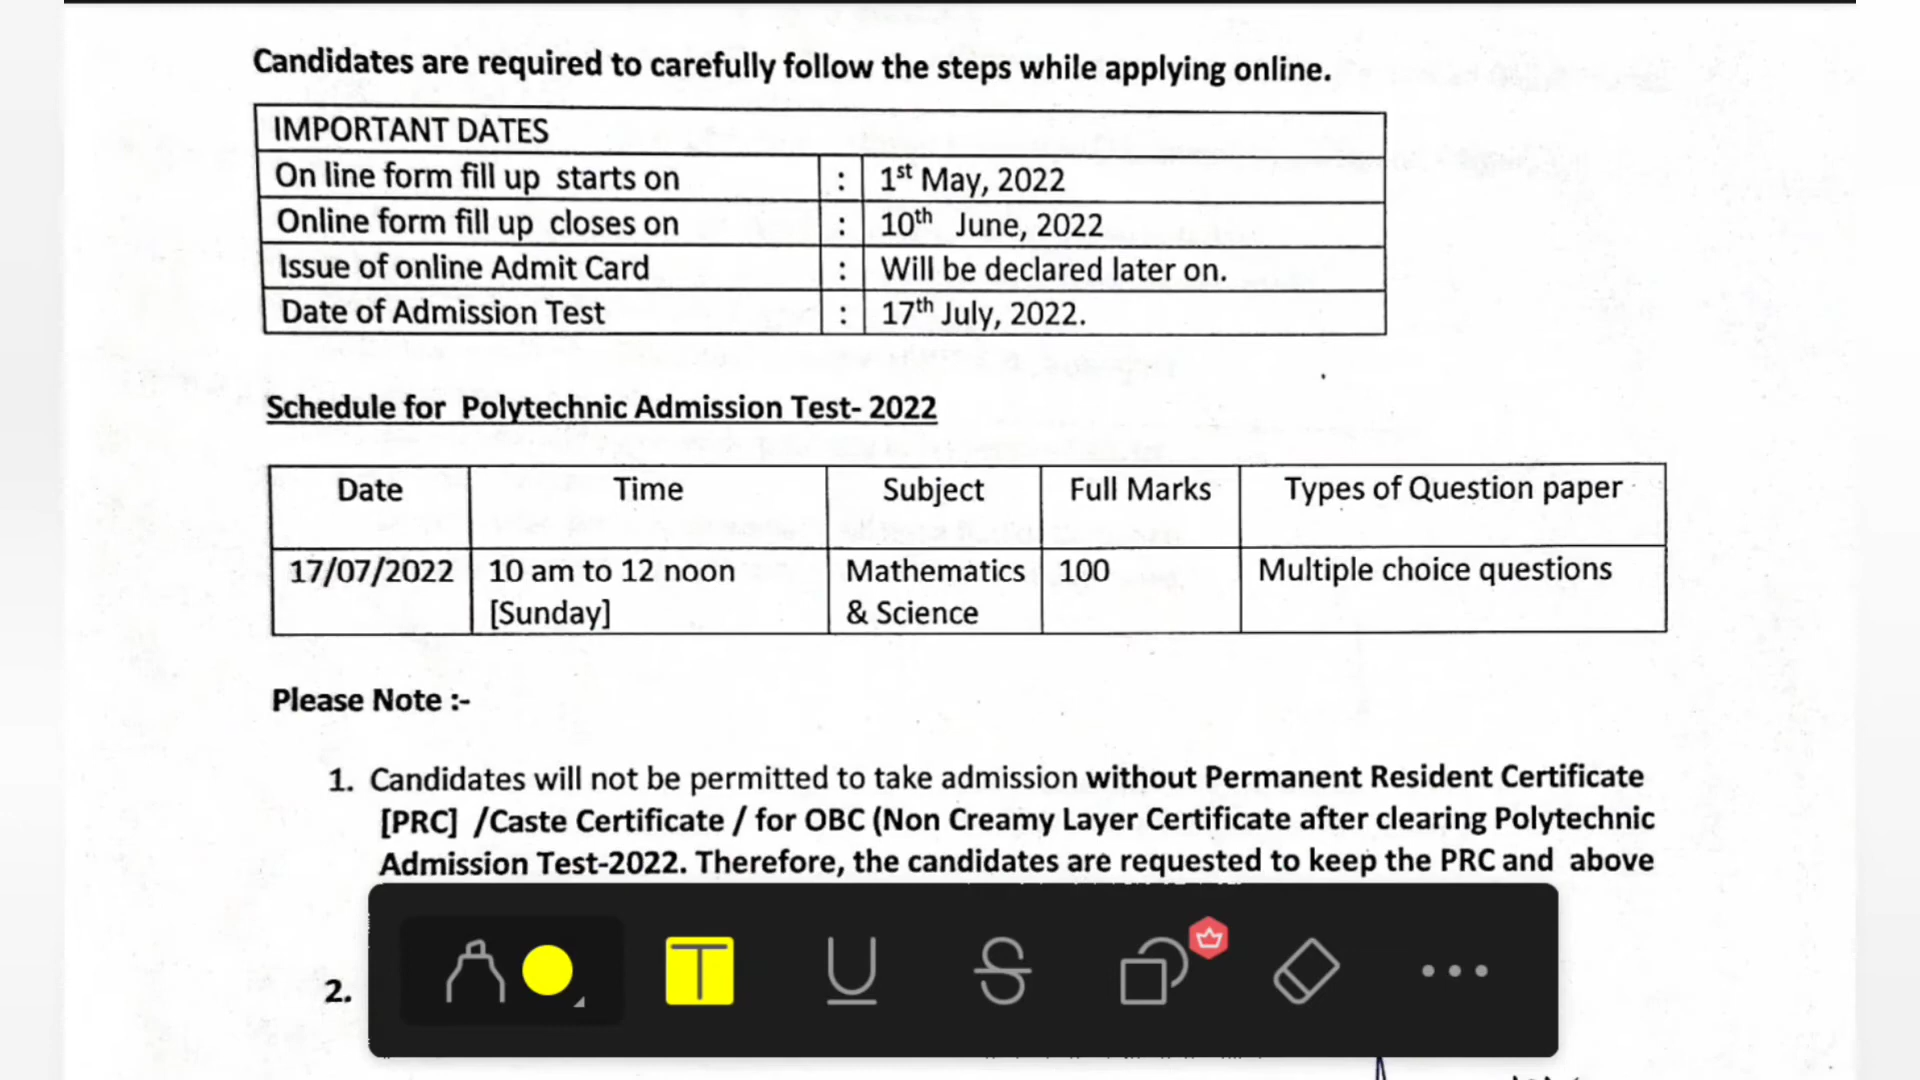 Candidates are required to carefully follow the steps while applying online.
IMPORTANT DATES
On line form fill up starts on : 1st May, 2022
Online form fill up closes on : 10th June, 2022
Issue of online Admit Card : Will be declared later on.
Date of Admission Test : 17th July, 2022.
Schedule for Polytechnic Admission Test- 2022
Date Time Subject Full Marks Types of Question paper
17/07/2022 10 am to 12 noon Mathematics 100 Multiple choice questions
[Sunday] & Science
Please Note :-
1. Candidates will not be permitted to take admission without Permanent Resident Certificate
[PRC] /Caste Certificate / for OBC (Non Creamy Layer Certificate after clearing Polytechnic
Admission Test-2022. Therefore, the candidates are requested to keep the PRC and above
2.